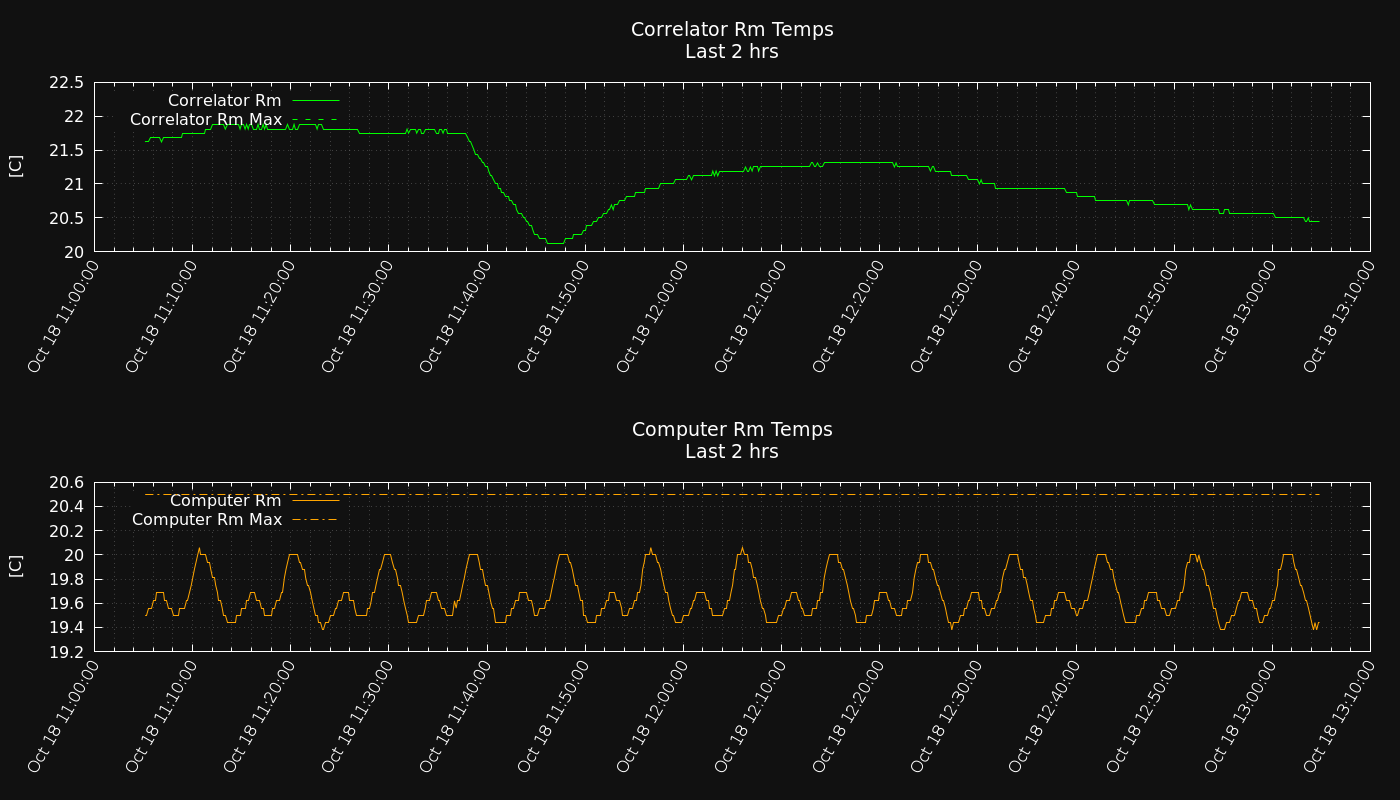 Correlator Rm Temps
Last 2 hrs
22.5
22
21.5
21
20.5
20
[C]
Correlator Rm
Correlator Rm Max
Oct 18 11:00:00
Oct 18 11:10:00
Oct 18 11:20:00
Oct 18 11:30:00
Oct 18 11:40:00
Oct 18 11:50:00
Oct 18 12:00:00
Oct 18 12:10:00
Oct 18 12:20:00
Oct 18 12:30:00
Oct 18 12:40:00
Oct 18 12:50:00
Oct 18 13:00:00
Oct 18 13:10:00
Computer Rm Temps
Last 2 hrs
20.6
20.4
20.2
20
19.8
19.6
19.4
19.2
[C]
Computer Rm
Computer Rm Max
Oct 18 11:00:00
Oct 18 11:10:00
Oct 18 11:20:00
Oct 18 11:30:00
Oct 18 11:40:00
Oct 18 11:50:00
Oct 18 12:00:00
Oct 18 12:10:00
Oct 18 12:20:00
Oct 18 12:30:00
Oct 18 12:40:00
Oct 18 12:50:00
Oct 18 13:00:00
Oct 18 13:10:00